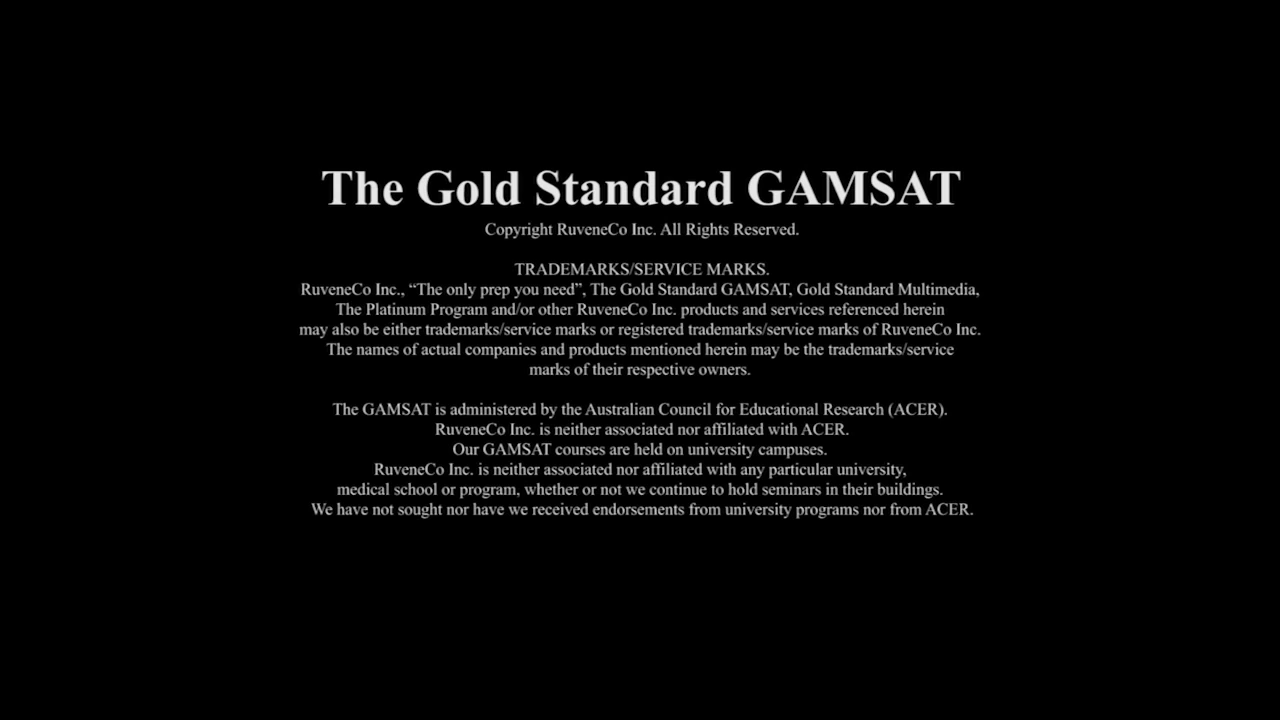 The Gold Standard GAMSAT
Copyright RuveneCo Inc. All Rights Reserved.
TRADEMARKS/SERVICE MARKS.
RuveneCo Inc., “The only prep you need”, The Gold Standard GAMSAT, Gold Standard Multimedia,
The Platinum Program and/or other RuveneCo Inc. products and services referenced herein
may also be either trademarks/service marks or registered trademarks/service marks of RuveneCo Inc.
The names of actual companies and products mentioned herein may be the trademarks/service
marks of their respective owners.
The GAMSAT is administered by the Australian Council for Educational Research (ACER).
RuveneCo Inc. is neither associated nor affiliated with ACER.
Our GAMSAT courses are held on university campuses.
RuveneCo Inc. is neither associated nor affiliated with any particular university,
medical school or program, whether or not we continue to hold seminars in their buildings.
We have not sought nor have we received endorsements from university programs nor from ACER.